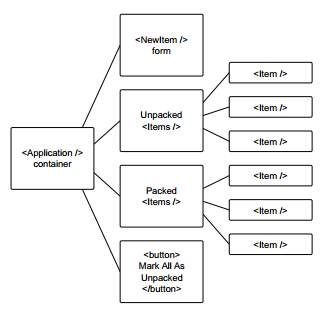 <NewItem />
form
<Item />
Unpacked
<Items />
<Item />
<Item />
<Application />
container
Packed
<Items />
<Item />
<Item />
<Item />
<button>
Mark All As
Unpacked
</button>